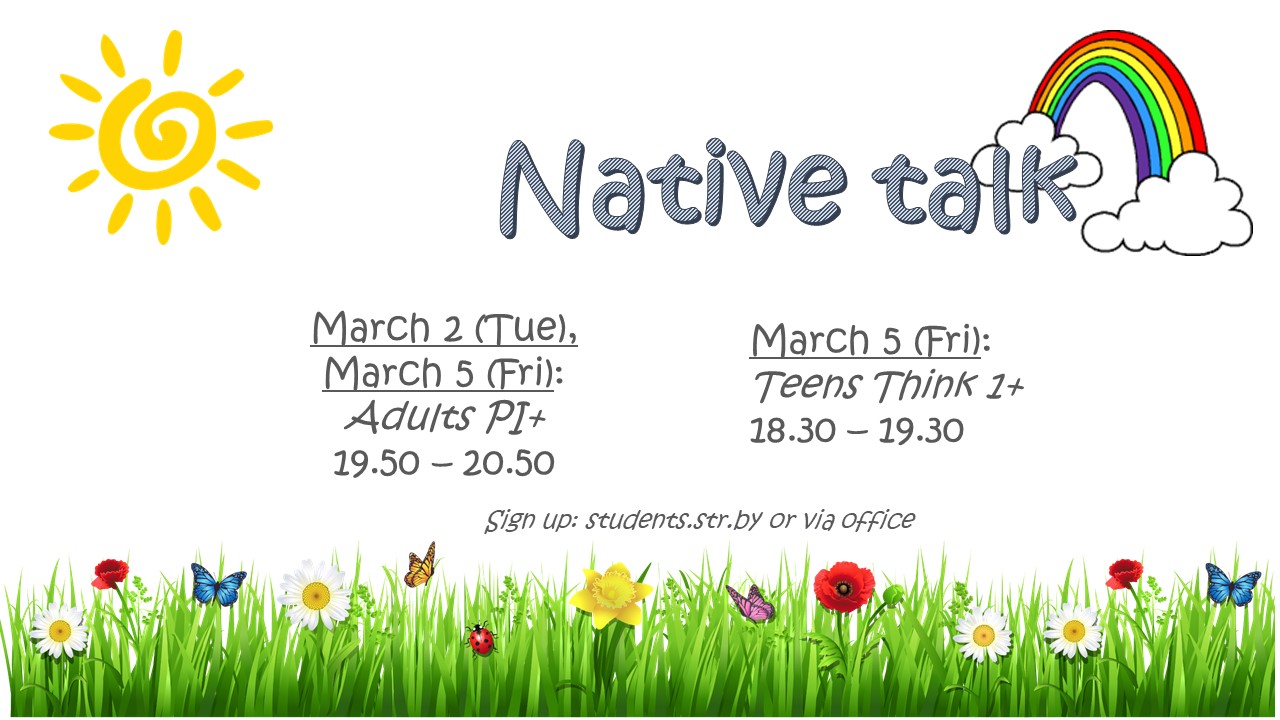 Native talk
March 2 (Tue),
March 5 (Fri):
Adults PI+
19.50 – 20.50
March 5 (Fri):
Teens Think 1+
18.30 – 19.30
Sign up: students.str.by or via office